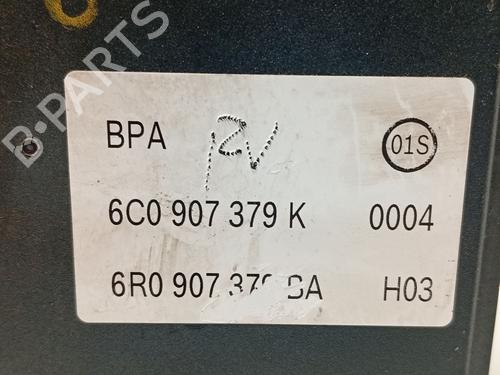 B-PARTS
BPA 01S
6C0 907 379 K 0004
6R0 907 H03